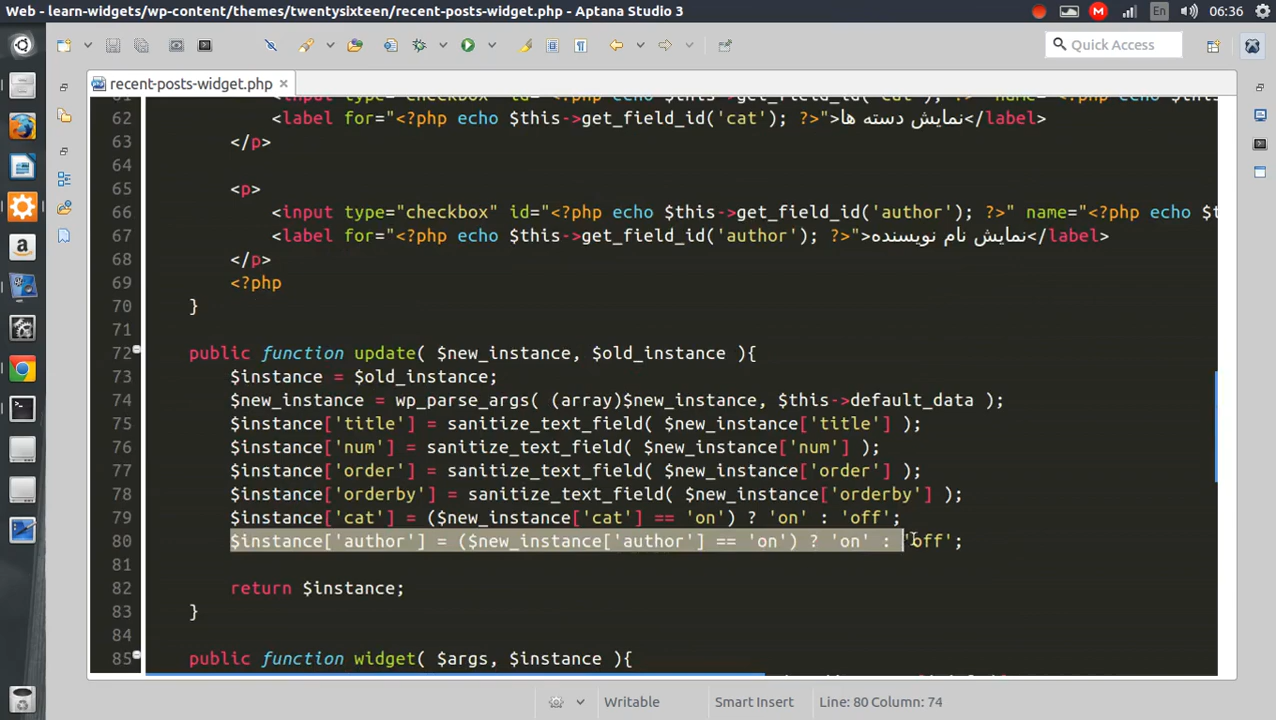 Web - learn-widgets/wp-content/themes/twentysixteen/recent-posts-widget.php - Aptana Studio 3
En
06:36
Quick Access
recent-posts-widget.php
62 <label for="<?php echo $this->get_field_id('cat'); ?>">نمایش دسته ها</label>
63 </p>
64
65 <p>
66 <input type="checkbox" id="<?php echo $this->get_field_id('author'); ?>" name="<?php echo $th
67 <label for="<?php echo $this->get_field_id('author'); ?>">نمایش نام نویسنده</label>
68 </p>
69 <?php
70 }
71
72 public function update( $new_instance, $old_instance ){
73 $instance = $old_instance;
74 $new_instance = wp_parse_args( (array)$new_instance, $this->default_data );
75 $instance['title'] = sanitize_text_field( $new_instance['title'] );
76 $instance['num'] = sanitize_text_field( $new_instance['num'] );
77 $instance['order'] = sanitize_text_field( $new_instance['order'] );
78 $instance['orderby'] = sanitize_text_field( $new_instance['orderby'] );
79 $instance['cat'] = ($new_instance['cat'] == 'on') ? 'on' : 'off';
80 $instance['author'] = ($new_instance['author'] == 'on') ? 'on' : 'off';
81
82 return $instance;
83 }
84
85 public function widget( $args, $instance ){
Writable
Smart Insert
Line: 80 Column: 74